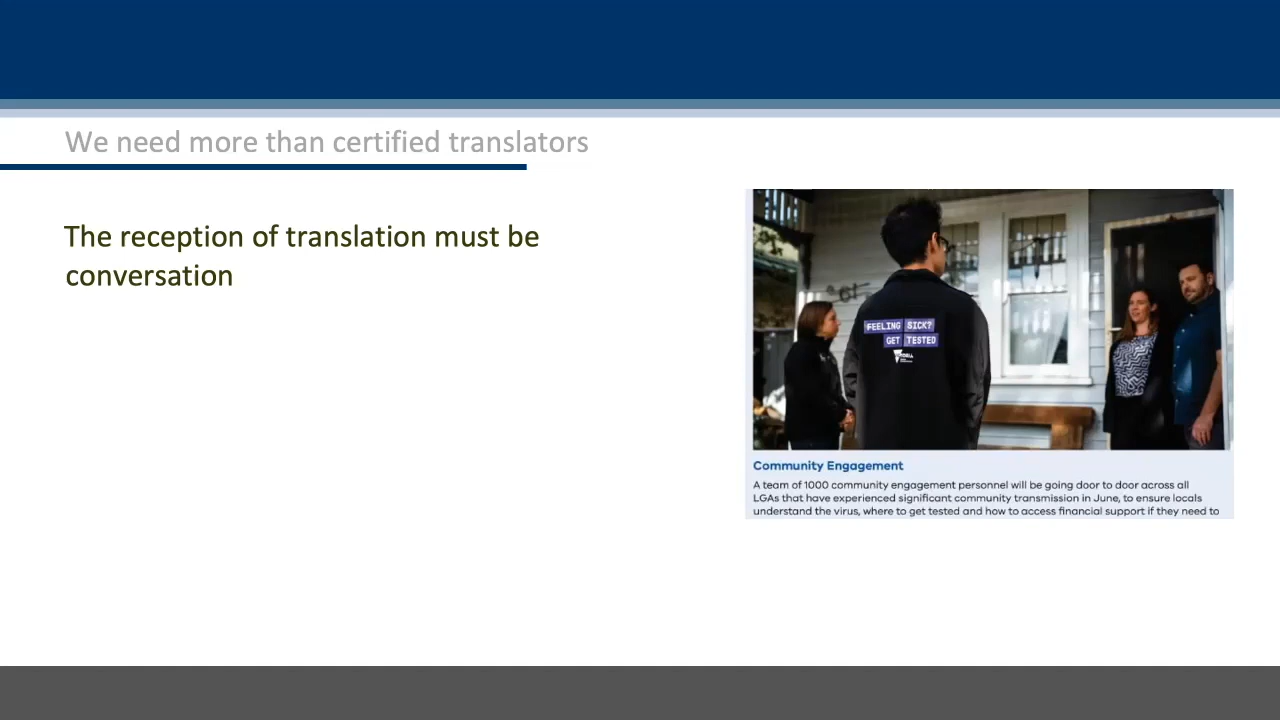 We need more than certified translators
The reception of translation must be
conversation
FEELING SICK?
GET TESTED
Community Engagement
A team of 1000 community engagement personnel will be going door to door across all
LGAs that have experienced significant community transmission in June, to ensure locals
understand the virus, where to get tested and how to access financial support if they need to